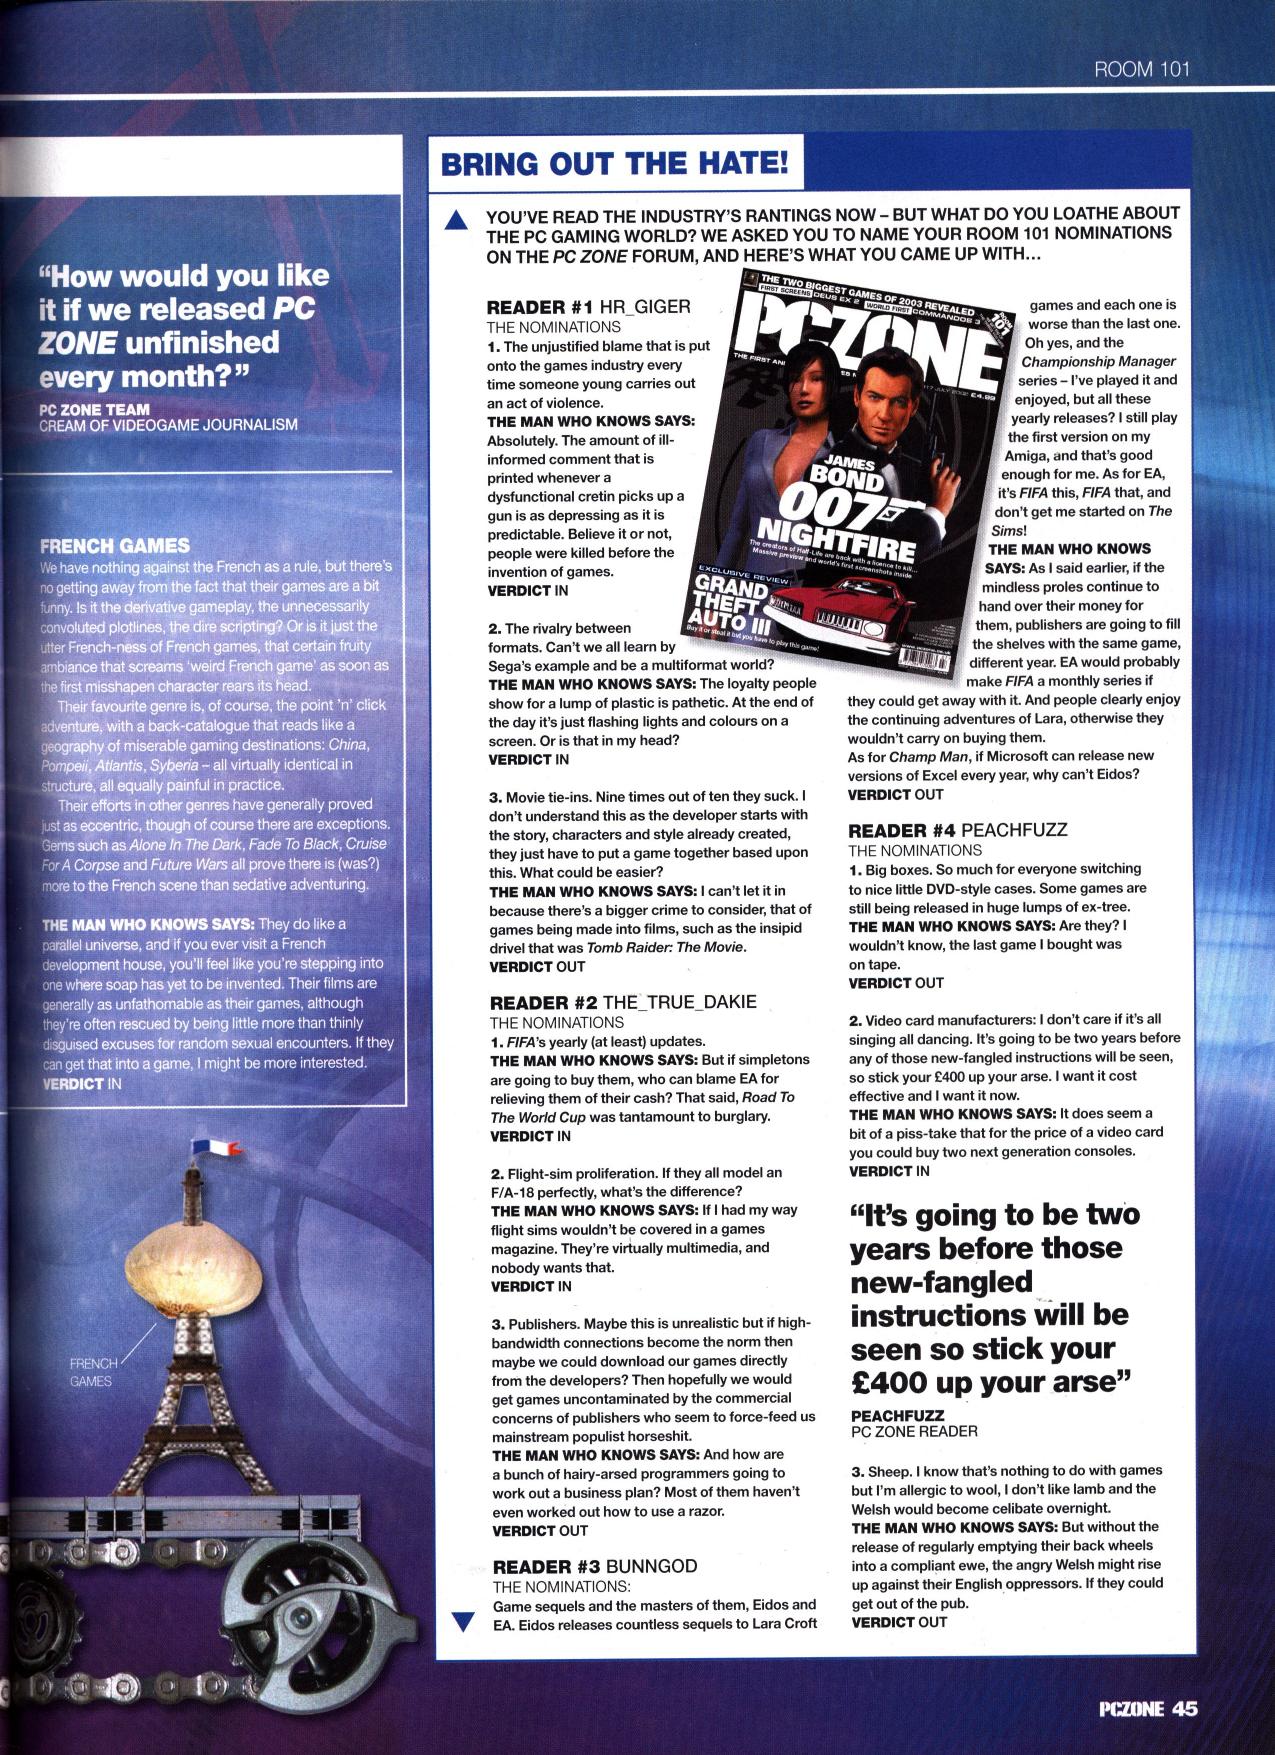 ROOM 101
"How would you like
it if we released PC
ZONE unfinished
every month?"
PC ZONE TEAM
CREAM OF VIDEOGAME JOURNALISM
FRENCH GAMES
We have nothing against the French as a rule, but there's
no getting away from the fact that their games are a bit
funny. Is it the derivative gameplay, the unnecessarily
convoluted plotlines, the dire scripting? Or is it just the
utter French-ness of French games, that certain fruity
ambiance that screams 'weird French game' as soon as
the first misshapen character rears its head.
Their favourite genre is, of course, the point 'n' click
adventure, with a back-catalogue that reads like a
geography of miserable gaming destinations: China,
Pompeii, Atlantis, Syberia – all virtually identical in
structure, all equally painful in practice.
Their efforts in other genres have generally proved
just as eccentric, though of course there are exceptions.
Gems such as Alone In The Dark, Fade To Black, Cruise
For A Corpse and Future Wars all prove there is (was?)
more to the French scene than sedative adventuring.
THE MAN WHO KNOWS SAYS: They do like a
parallel universe, and if you ever visit a French
development house, you'll feel like you're stepping into
one where soap has yet to be invented. Their films are
generally as unfathomable as their games, although
they're often rescued by being little more than thinly
disguised excuses for random sexual encounters. If they
can get that into a game, I might be more interested.
VERDICT IN
FRENCH
GAMES
BRING OUT THE HATE!
YOU'VE READ THE INDUSTRY'S RANTINGS NOW – BUT WHAT DO YOU LOATHE ABOUT
THE PC GAMING WORLD? WE ASKED YOU TO NAME YOUR ROOM 101 NOMINATIONS
ON THE PC ZONE FORUM, AND HERE'S WHAT YOU CAME UP WITH...
READER #1 HR_GIGER
THE NOMINATIONS
1. The unjustified blame that is put
onto the games industry every
time someone young carries out
an act of violence.
THE MAN WHO KNOWS SAYS:
Absolutely. The amount of ill-
informed comment that is
printed whenever a
dysfunctional cretin picks up a
gun is as depressing as it is
predictable. Believe it or not,
people were killed before the
invention of games.
VERDICT IN
2. The rivalry between
formats. Can't we all learn by
Sega's example and be a multiformat world?
THE MAN WHO KNOWS SAYS: The loyalty people
show for a lump of plastic is pathetic. At the end of
the day it's just flashing lights and colours on a
screen. Or is that in my head?
VERDICT IN
3. Movie tie-ins. Nine times out of ten they suck. I
don't understand this as the developer starts with
the story, characters and style already created,
they just have to put a game together based upon
this. What could be easier?
THE MAN WHO KNOWS SAYS: I can't let it in
because there's a bigger crime to consider, that of
games being made into films, such as the insipid
drivel that was Tomb Raider: The Movie.
VERDICT OUT
READER #2 THE_TRUE_DAKIE
THE NOMINATIONS
1. FIFA's yearly (at least) updates.
THE MAN WHO KNOWS SAYS: But if simpletons
are going to buy them, who can blame EA for
relieving them of their cash? That said, Road To
The World Cup was tantamount to burglary.
VERDICT IN
2. Flight-sim proliferation. If they all model an
F/A-18 perfectly, what's the difference?
THE MAN WHO KNOWS SAYS: If I had my way
flight sims wouldn't be covered in a games
magazine. They're virtually multimedia, and
nobody wants that.
VERDICT IN
3. Publishers. Maybe this is unrealistic but if high-
bandwidth connections become the norm then
maybe we could download our games directly
from the developers? Then hopefully we would
get games uncontaminated by the commercial
concerns of publishers who seem to force-feed us
mainstream populist horseshit.
THE MAN WHO KNOWS SAYS: And how are
a bunch of hairy-arsed programmers going to
work out a business plan? Most of them haven't
even worked out how to use a razor.
VERDICT OUT
READER #3 BUNNGOD
THE NOMINATIONS:
Game sequels and the masters of them, Eidos and
EA. Eidos releases countless sequels to Lara Croft
THE TWO BIGGEST GAMES OF 2003 REVEALED
FIRST SCREENS DEUS EX 2 WORLD FIRST COMMANDOS 3
ROOM 101
PCZONE
THE FIRST AN
117 JULY 2002 £4.99
JAMES
BOND
007
NIGHTFIRE
The creators of Half-Life are back with a licence to kill...
Massive preview and world's first screenshots inside
EXCLUSIVE REVIEW
GRAND
THEFT
AUTO III
Buy it or steal it but you have to play this game!
games and each one is
worse than the last one.
Oh yes, and the
Championship Manager
series – I've played it and
enjoyed, but all these
yearly releases? I still play
the first version on my
Amiga, and that's good
enough for me. As for EA,
it's FIFA this, FIFA that, and
don't get me started on The
Sims!
THE MAN WHO KNOWS
SAYS: As I said earlier, if the
mindless proles continue to
hand over their money for
them, publishers are going to fill
the shelves with the same game,
different year. EA would probably
make FIFA a monthly series if
they could get away with it. And people clearly enjoy
the continuing adventures of Lara, otherwise they
wouldn't carry on buying them.
As for Champ Man, if Microsoft can release new
versions of Excel every year, why can't Eidos?
VERDICT OUT
READER #4 PEACHFUZZ
THE NOMINATIONS
1. Big boxes. So much for everyone switching
to nice little DVD-style cases. Some games are
still being released in huge lumps of ex-tree.
THE MAN WHO KNOWS SAYS: Are they? I
wouldn't know, the last game I bought was
on tape.
VERDICT OUT
2. Video card manufacturers: I don't care if it's all
singing all dancing. It's going to be two years before
any of those new-fangled instructions will be seen,
so stick your £400 up your arse. I want it cost
effective and I want it now.
THE MAN WHO KNOWS SAYS: It does seem a
bit of a piss-take that for the price of a video card
you could buy two next generation consoles.
VERDICT IN
"It's going to be two
years before those
new-fangled
instructions will be
seen so stick your
£400 up your arse"
PEACHFUZZ
PC ZONE READER
3. Sheep. I know that's nothing to do with games
but I'm allergic to wool, I don't like lamb and the
Welsh would become celibate overnight.
THE MAN WHO KNOWS SAYS: But without the
release of regularly emptying their back wheels
into a compliant ewe, the angry Welsh might rise
up against their English oppressors. If they could
get out of the pub.
VERDICT OUT
PCZONE 45